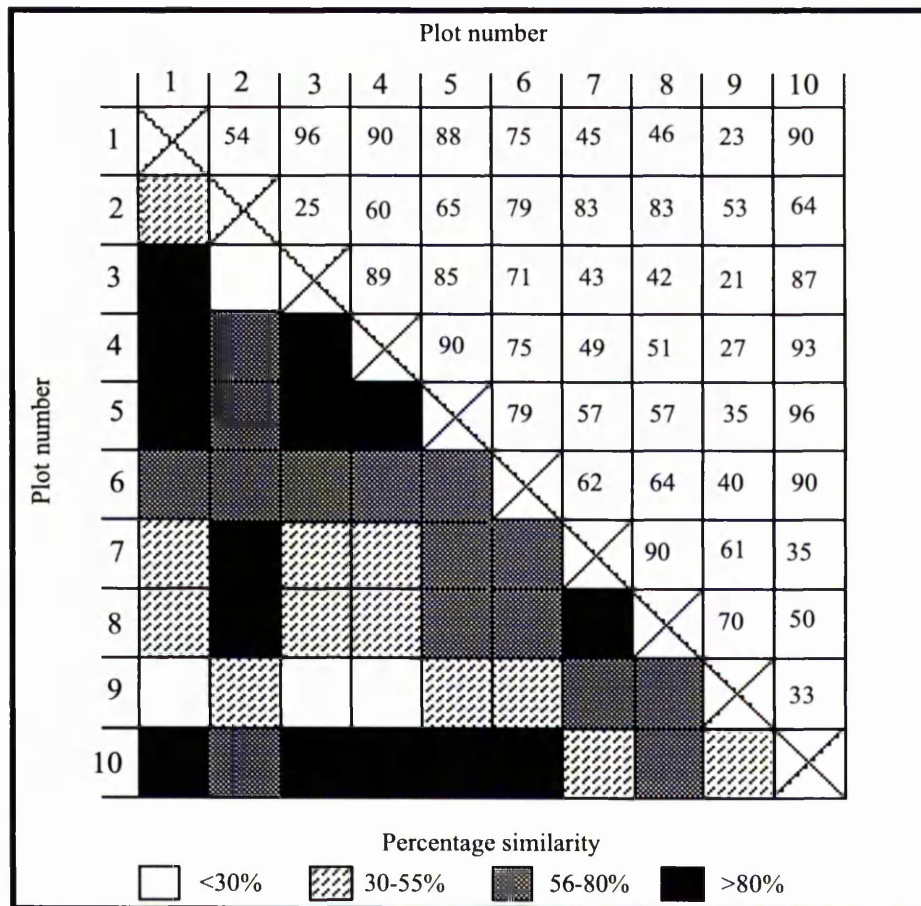 Plot number
1 2 3 4 5 6 7 8 9 10
1 54 96 90 88 75 45 46 23 90
2 25 60 65 79 83 83 53 64
3 89 85 71 43 42 21 87
4 90 75 49 51 27 93
5 79 57 57 35 96
Plot number
6 62 64 40 90
7 90 61 35
8 70 50
9 33
10
Percentage similarity
<30% 30-55% 56-80% >80%